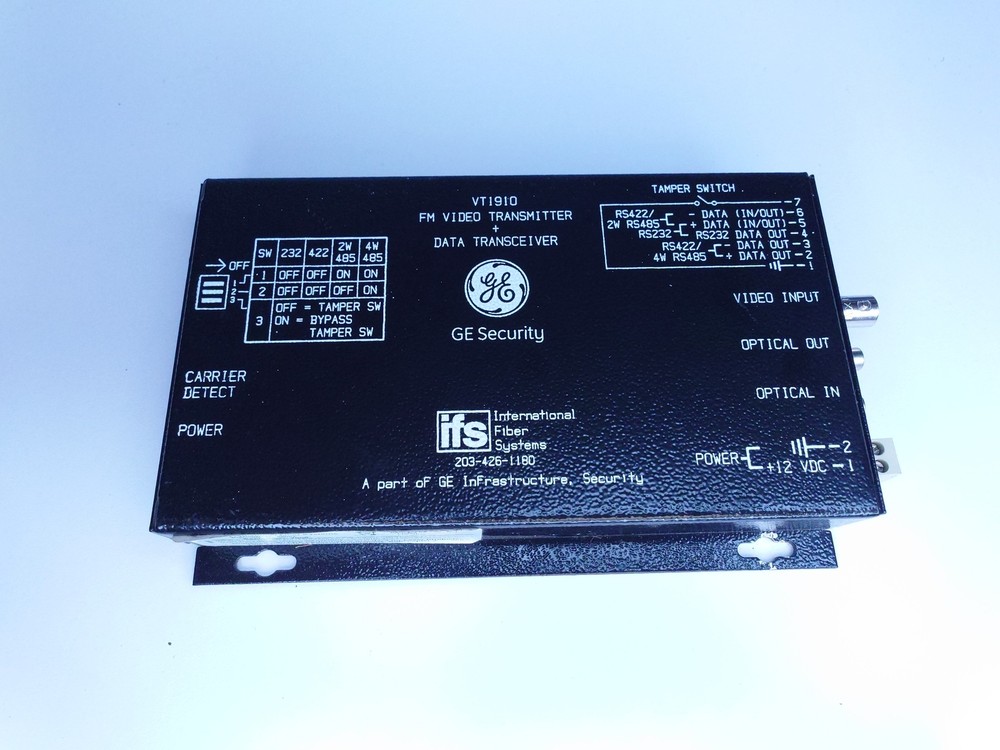 VT1910
FM VIDEO TRANSMITTER
+
DATA TRANSCEIVER
GE
GE Security
SW 232 422 2W 485 4W 485
1 OFF OFF ON ON
2 OFF OFF OFF ON
3 OFF = TAMPER SW
ON = BYPASS
TAMPER SW
OFF
1
2
3
CARRIER
DETECT
POWER
TAMPER SWITCH
7
RS422/ - DATA (IN/OUT) - 6
2W RS485 + DATA (IN/OUT) - 5
RS232 RS232 DATA OUT - 4
RS422/ - DATA OUT - 3
4W RS485 + DATA OUT - 2
1
VIDEO INPUT
OPTICAL OUT
OPTICAL IN
2
POWER +12 VDC - 1
ifs International
Fiber
Systems
203-426-1180
A part of GE Infrastructure, Security